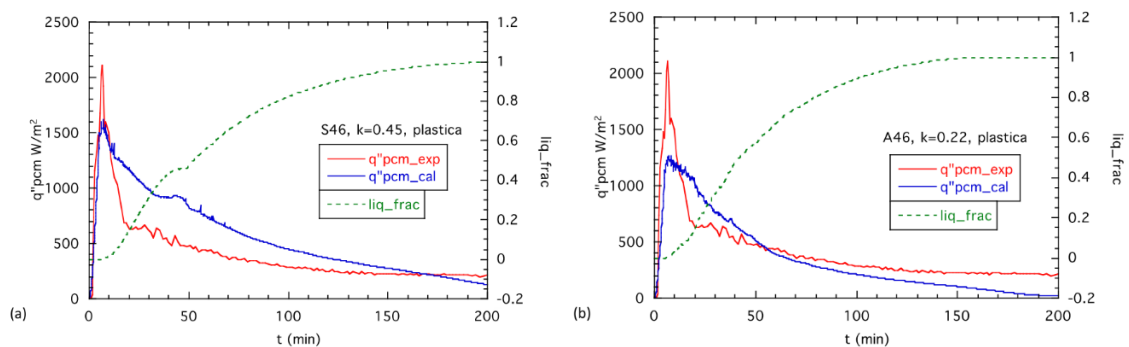 2500
2000
1500
1000
500
0
q"pcm W/m²
1.2
1
0.8
0.6
0.4
0.2
0
-0.2
liq_frac
S46, k=0.45, plastica
q"pcm_exp
q"pcm_cal
liq_frac
0 50 100 150 200
t (min)
(a)
2500
2000
1500
1000
500
0
q"pcm W/m²
1.2
1
0.8
0.6
0.4
0.2
0
-0.2
liq_frac
A46, k=0.22, plastica
q"pcm_exp
q"pcm_cal
liq_frac
0 50 100 150 200
t (min)
(b)